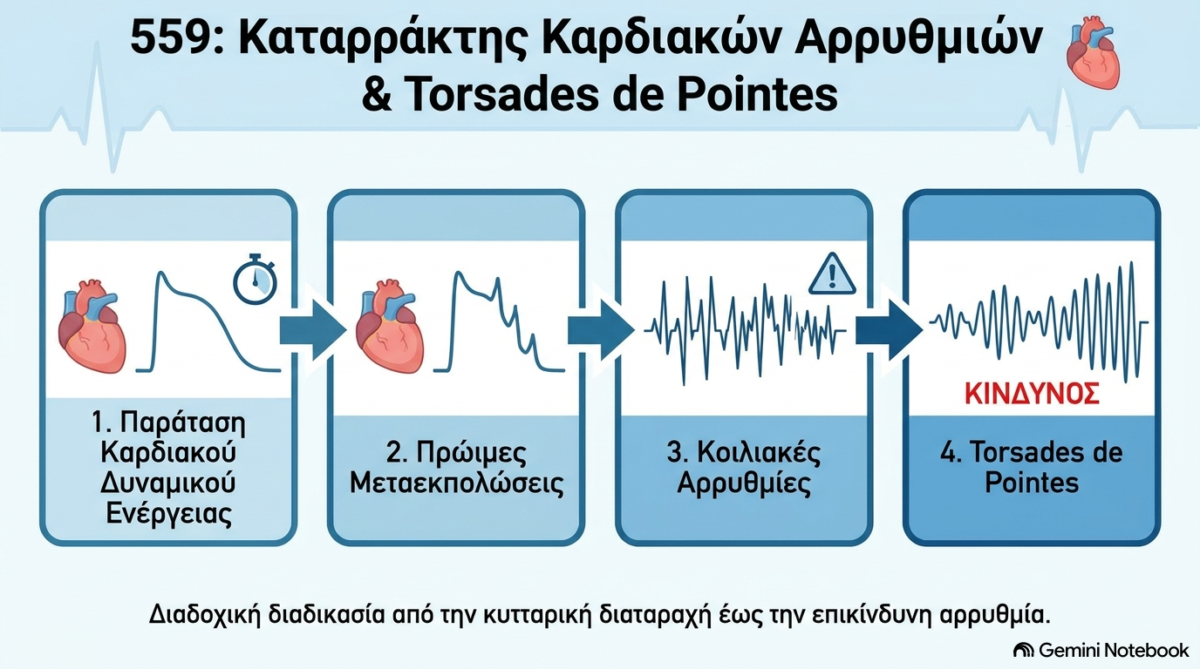 559: Καταρράκτης Καρδιακών Αρρυθμιών
& Torsades de Pointes
1. Παράταση
Καρδιακού
Δυναμικού
Ενέργειας
2. Πρώιμες
Μεταεκπολώσεις
3. Κοιλιακές
Αρρυθμίες
ΚΙΝΔΥΝΟΣ
4. Torsades de
Pointes
Διαδοχική διαδικασία από την κυτταρική διαταραχή έως την επικίνδυνη αρρυθμία.
Gemini Notebook